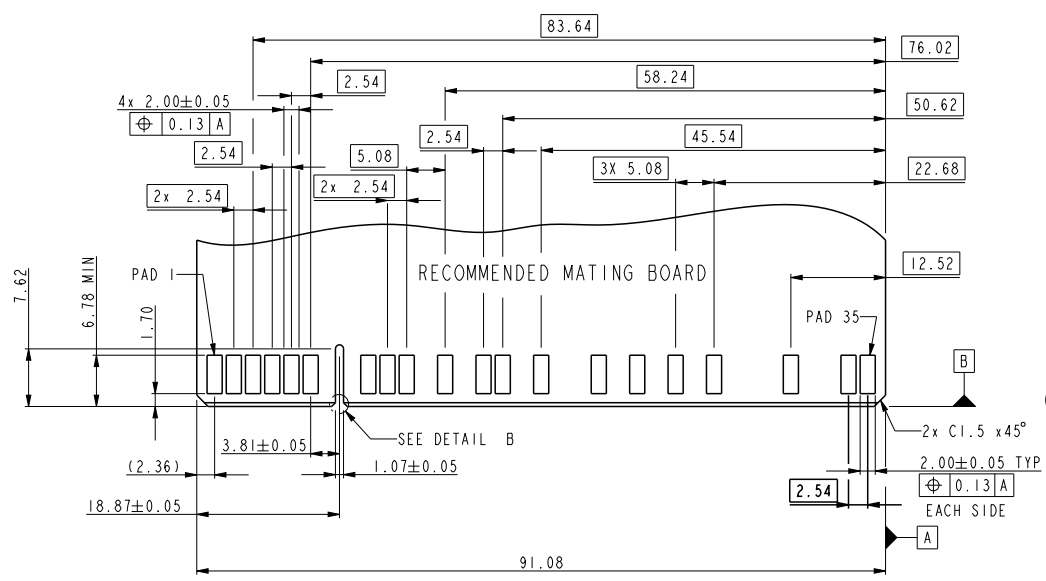 83.64
76.02
2.54
58.24
4x 2.00±0.05
⌖ 0.13 A
50.62
2.54
45.54
2.54
5.08
3X 5.08
22.68
2x 2.54
2x 2.54
RECOMMENDED MATING BOARD
12.52
PAD 1
7.62
6.78 MIN
1.70
PAD 35
B
SEE DETAIL B
2x C1.5 x45°
3.81±0.05
(2.36)
1.07±0.05
2.00±0.05 TYP
⌖ 0.13 A
EACH SIDE
2.54
18.87±0.05
A
91.08